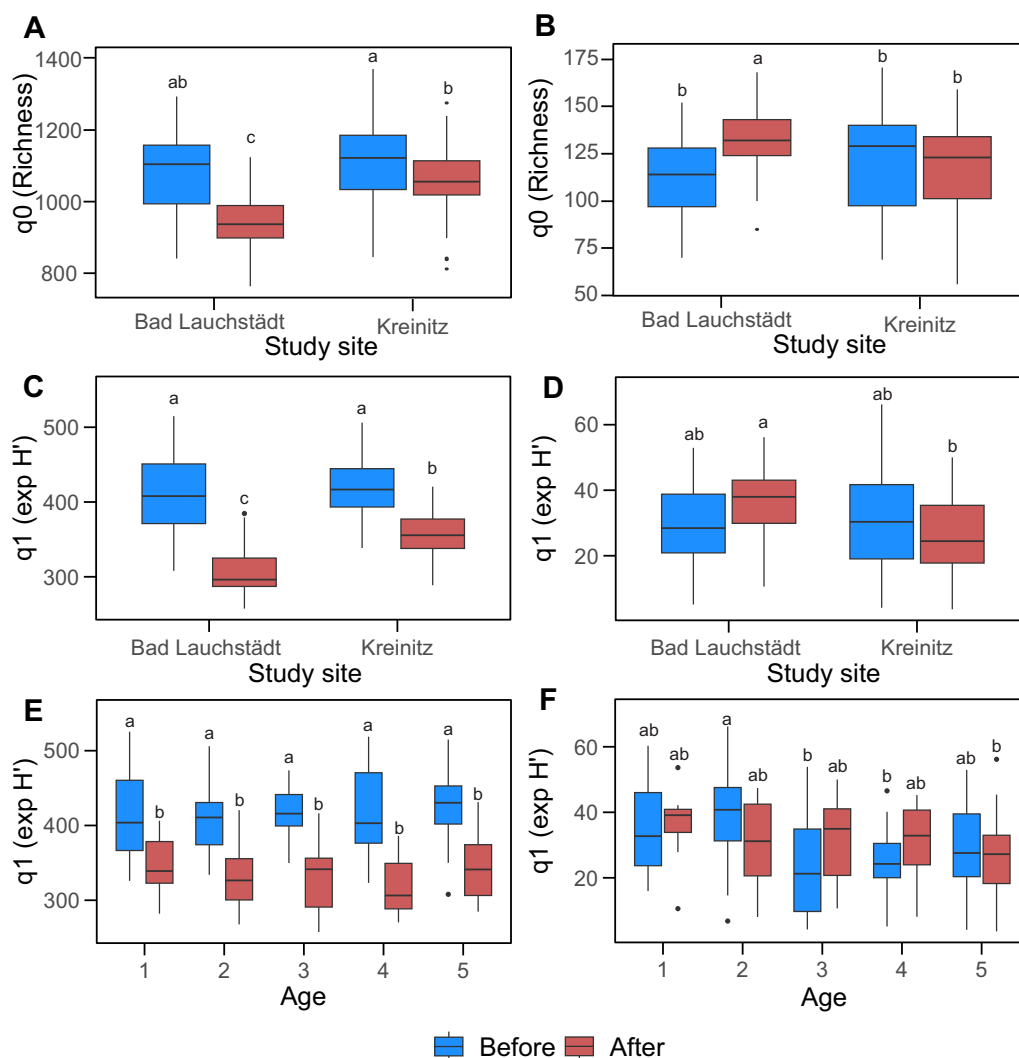 A
q0 (Richness)
1400
1200
1000
800
ab
c
a
b
Bad Lauchstädt
Kreinitz
Study site
B
q0 (Richness)
175
150
125
100
75
50
b
a
b
b
Bad Lauchstädt
Kreinitz
Study site
C
q1 (exp H')
500
400
300
a
c
a
b
Bad Lauchstädt
Kreinitz
Study site
D
q1 (exp H')
60
40
20
ab
a
ab
b
Bad Lauchstädt
Kreinitz
Study site
E
q1 (exp H')
500
400
300
a
b
a
b
a
b
a
b
a
b
1
2
3
4
5
Age
F
q1 (exp H')
60
40
20
ab
ab
a
ab
b
ab
b
ab
ab
b
1
2
3
4
5
Age
Before
After